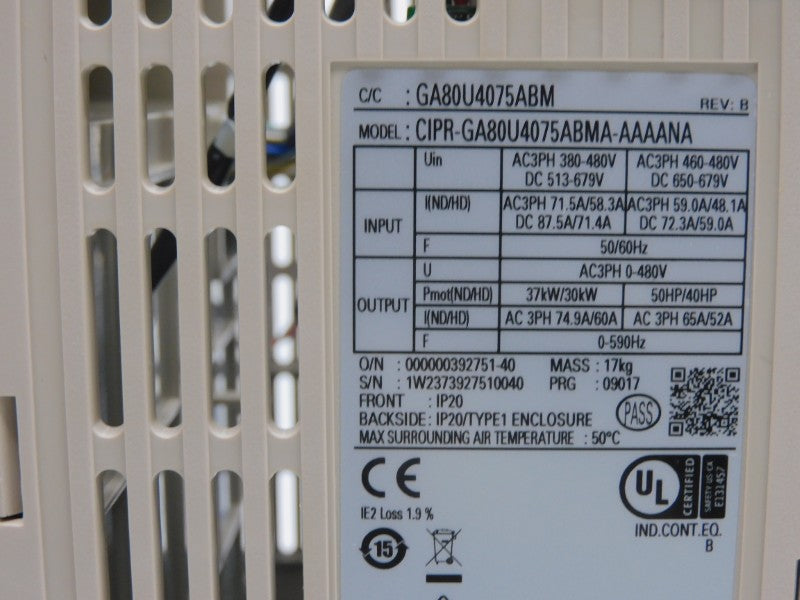 C/C : GA80U4075ABM REV: B
MODEL : CIPR-GA80U4075ABMA-AAAANA
Uin AC3PH 380-480V AC3PH 460-480V
DC 513-679V DC 650-679V
INPUT I(ND/HD) AC3PH 71.5A/58.3A AC3PH 59.0A/48.1A
DC 87.5A/71.4A DC 72.3A/59.0A
F 50/60Hz
OUTPUT U AC3PH 0-480V
Pmot(ND/HD) 37kW/30kW 50HP/40HP
I(ND/HD) AC 3PH 74.9A/60A AC 3PH 65A/52A
F 0-590Hz
O/N : 000000392751-40 MASS : 17kg
S/N : 1W2373927510040 PRG : 09017
FRONT : IP20
BACKSIDE : IP20/TYPE1 ENCLOSURE
PASS
MAX SURROUNDING AIR TEMPERATURE : 50°C
CE
IE2 Loss 1.9 %
UL CERTIFIED
SAFETY US CA
E131457
IND.CONT.EQ.
B
15